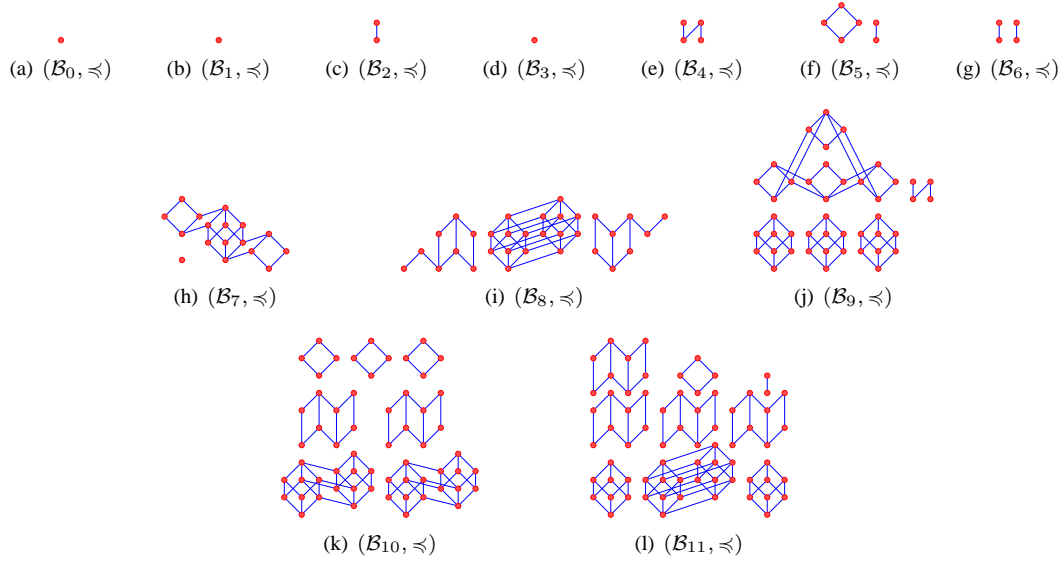 (a) (ℬ₀, ≼)
(b) (ℬ₁, ≼)
(c) (ℬ₂, ≼)
(d) (ℬ₃, ≼)
(e) (ℬ₄, ≼)
(f) (ℬ₅, ≼)
(g) (ℬ₆, ≼)
(h) (ℬ₇, ≼)
(i) (ℬ₈, ≼)
(j) (ℬ₉, ≼)
(k) (ℬ₁₀, ≼)
(l) (ℬ₁₁, ≼)